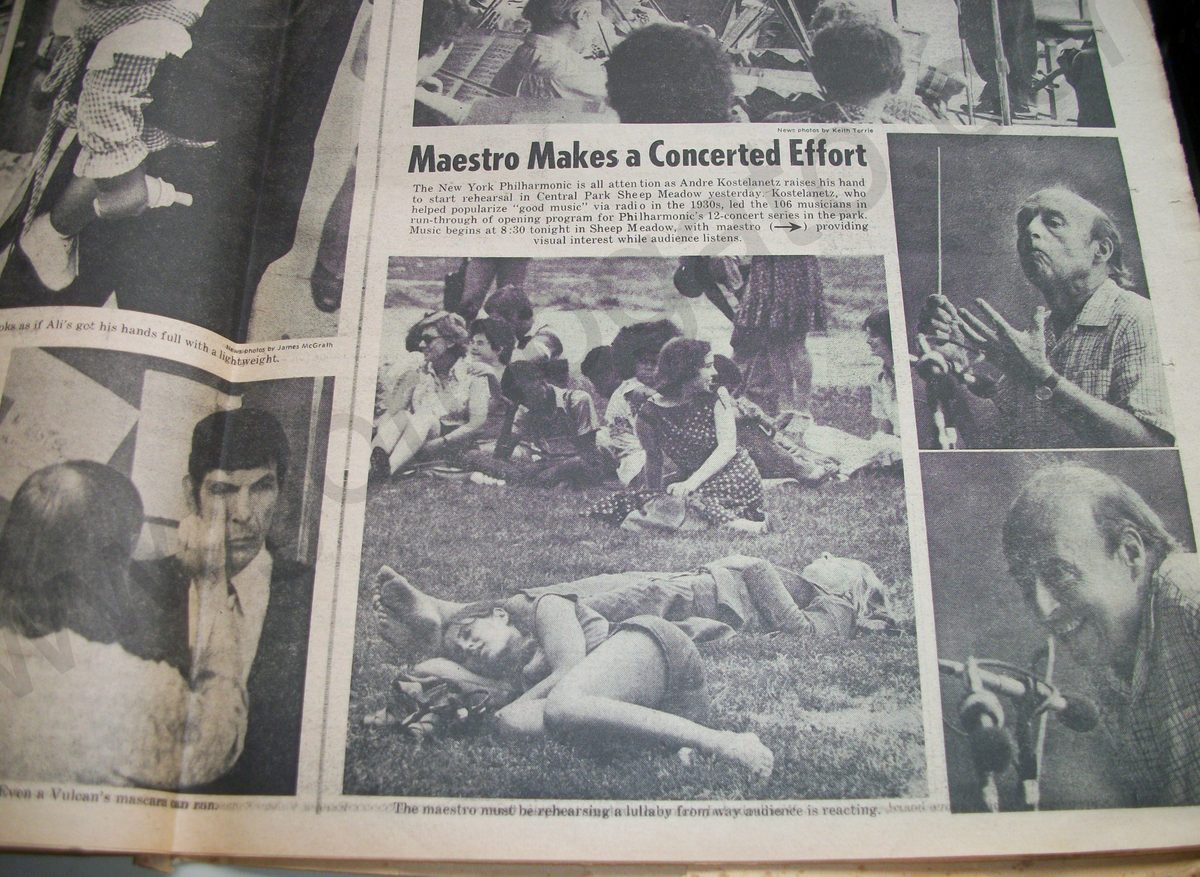 News photos by Keith Torrie
Maestro Makes a Concerted Effort
The New York Philharmonic is all attention as Andre Kostelanetz raises his hand
to start rehearsal in Central Park Sheep Meadow yesterday. Kostelanetz, who
helped popularize "good music" via radio in the 1930s, led the 106 musicians in
run-through of opening program for Philharmonic's 12-concert series in the park.
Music begins at 8:30 tonight in Sheep Meadow, with maestro (→) providing
visual interest while audience listens.
oks as if Ali's got his hands full with a lightweight.
News photos by James McGrath
Even a Vulcan's mascara can run.
The maestro must be rehearsing a lullaby from way audience is reacting.